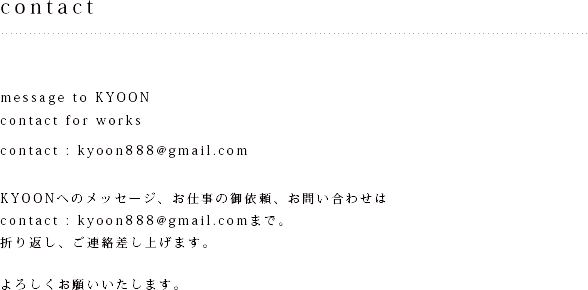 contact
message to KYOON
contact for works
contact : kyoon888@gmail.com
KYOONへのメッセージ、お仕事の御依頼、お問い合わせは
contact : kyoon888@gmail.comまで。
折り返し、ご連絡差し上げます。
よろしくお願いいたします。